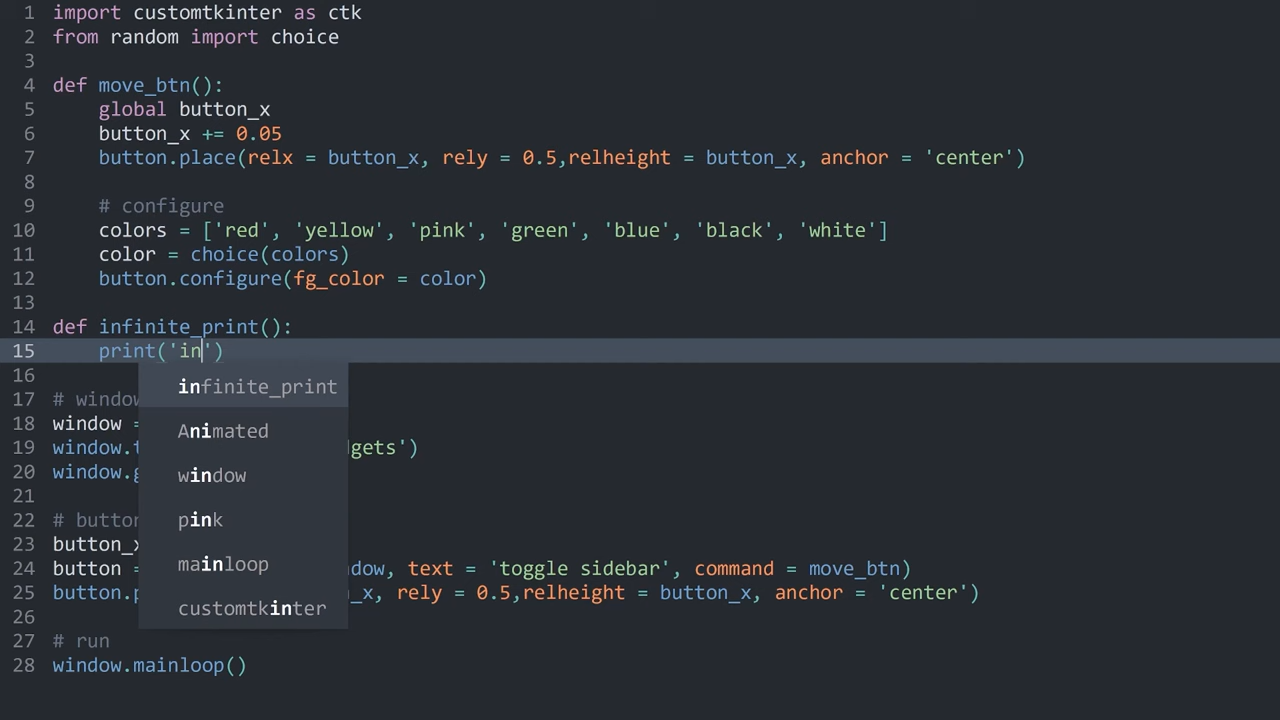 1 import customtkinter as ctk
2 from random import choice
3
4 def move_btn():
5 global button_x
6 button_x += 0.05
7 button.place(relx = button_x, rely = 0.5,relheight = button_x, anchor = 'center')
8
9 # configure
10 colors = ['red', 'yellow', 'pink', 'green', 'blue', 'black', 'white']
11 color = choice(colors)
12 button.configure(fg_color = color)
13
14 def infinite_print():
15 print('in')
16
infinite_print
17 # window
Animated
18 window =
19 window.t dgets')
20 window.g
window
21
pink
22 # button
23 button_x
24 button = dow, text = 'toggle sidebar', command = move_btn)
mainloop
25 button.p _x, rely = 0.5,relheight = button_x, anchor = 'center')
customtkinter
26
27 # run
28 window.mainloop()